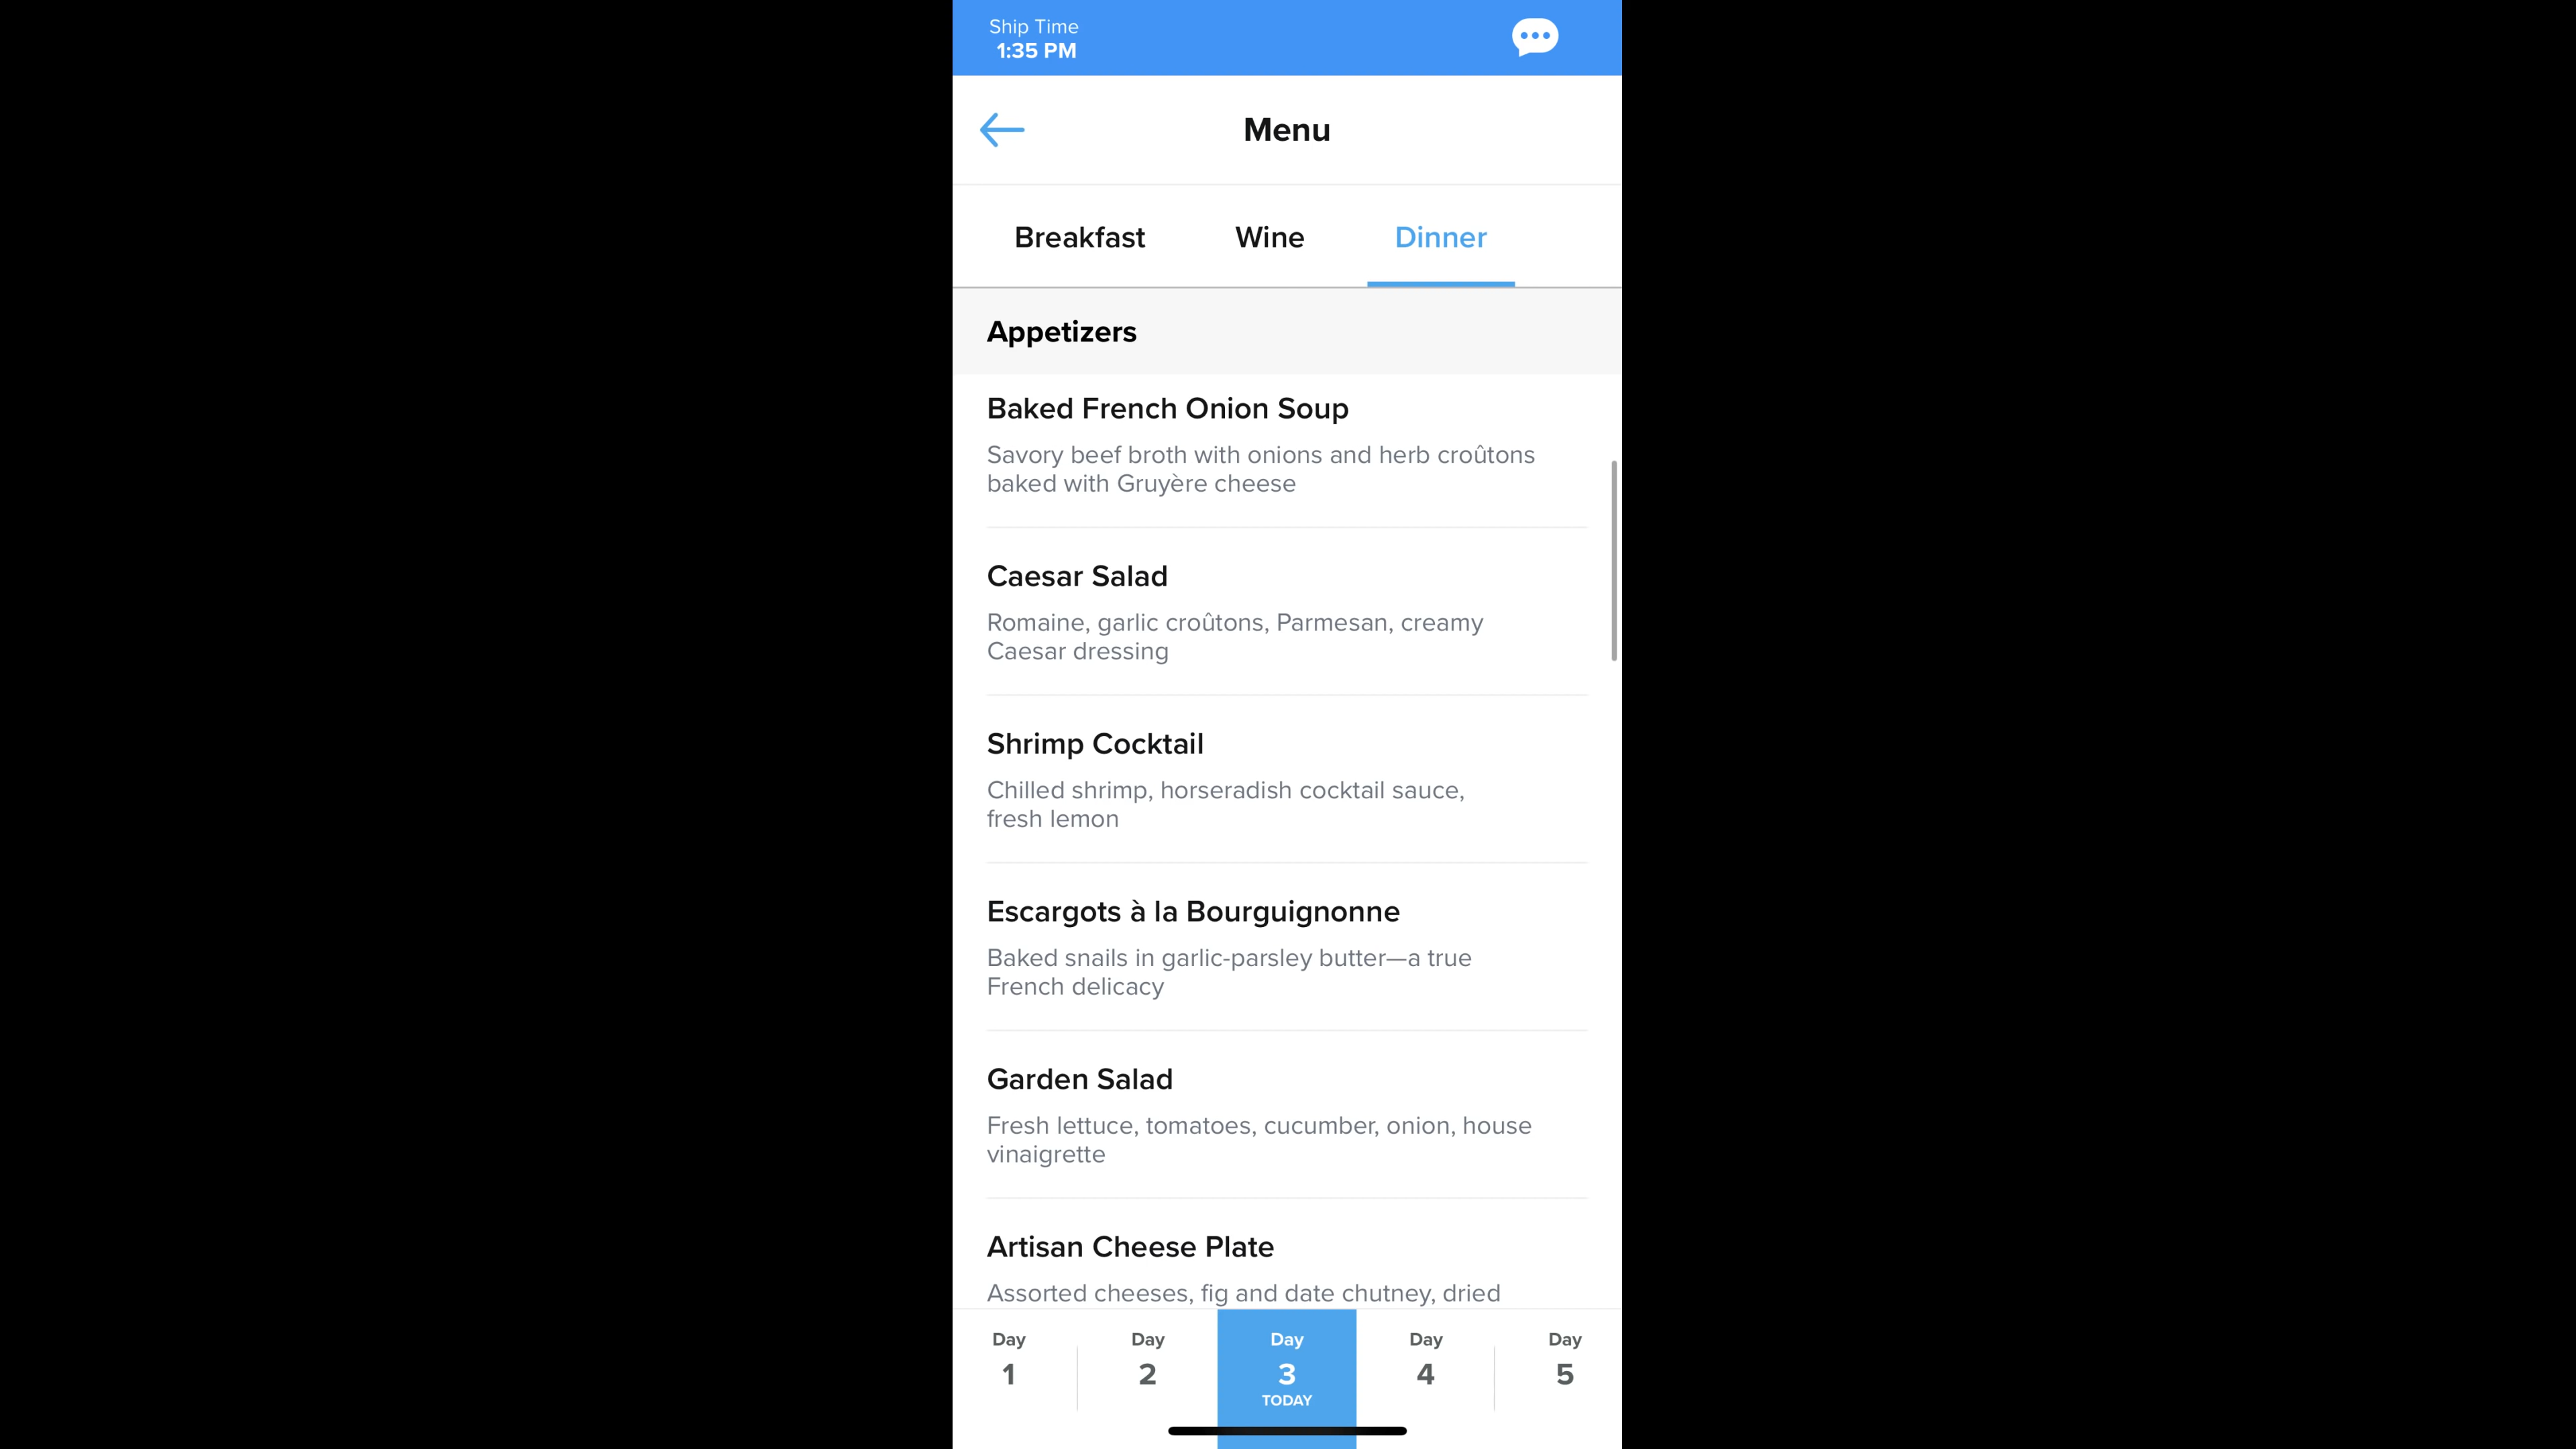 Ship Time
1:35 PM
Menu
Breakfast Wine Dinner
Appetizers
Baked French Onion Soup
Savory beef broth with onions and herb croûtons
baked with Gruyère cheese
Caesar Salad
Romaine, garlic croûtons, Parmesan, creamy
Caesar dressing
Shrimp Cocktail
Chilled shrimp, horseradish cocktail sauce,
fresh lemon
Escargots à la Bourguignonne
Baked snails in garlic-parsley butter—a true
French delicacy
Garden Salad
Fresh lettuce, tomatoes, cucumber, onion, house
vinaigrette
Artisan Cheese Plate
Assorted cheeses, fig and date chutney, dried
Day Day Day Day Day
1 2 3 4 5
TODAY